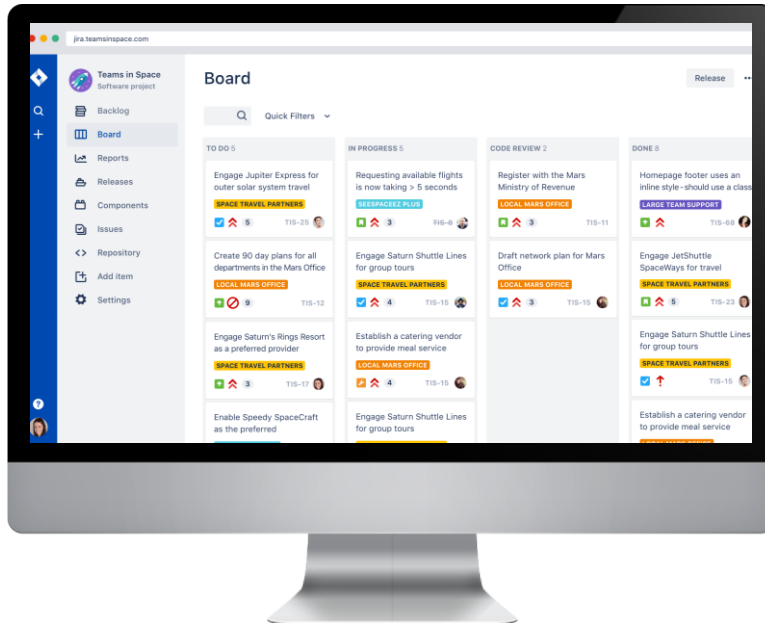 jira.teamsinspace.com
Teams in Space
Software project
Backlog
Board
Reports
Releases
Components
Issues
Repository
Add item
Settings
?
Board
Release
Quick Filters
TO DO 5
Engage Jupiter Express for
outer solar system travel
SPACE TRAVEL PARTNERS
5
TIS-25
Create 90 day plans for all
departments in the Mars Office
LOCAL MARS OFFICE
9
TIS-12
Engage Saturn's Rings Resort
as a preferred provider
SPACE TRAVEL PARTNERS
3
TIS-17
Enable Speedy SpaceCraft
as the preferred
IN PROGRESS 5
Requesting available flights
is now taking > 5 seconds
SEESPACEEZ PLUS
3
TIS-8
Engage Saturn Shuttle Lines
for group tours
SPACE TRAVEL PARTNERS
4
TIS-15
Establish a catering vendor
to provide meal service
LOCAL MARS OFFICE
4
TIS-15
Engage Saturn Shuttle Lines
for group tours
CODE REVIEW 2
Register with the Mars
Ministry of Revenue
LOCAL MARS OFFICE
3
TIS-11
Draft network plan for Mars
Office
LOCAL MARS OFFICE
3
TIS-15
DONE 8
Homepage footer uses an
inline style-should use a class
LARGE TEAM SUPPORT
TIS-68
Engage JetShuttle
SpaceWays for travel
SPACE TRAVEL PARTNERS
5
TIS-23
Engage Saturn Shuttle Lines
for group tours
SPACE TRAVEL PARTNERS
TIS-15
Establish a catering vendor
to provide meal service
LOCAL MARS OFFICE